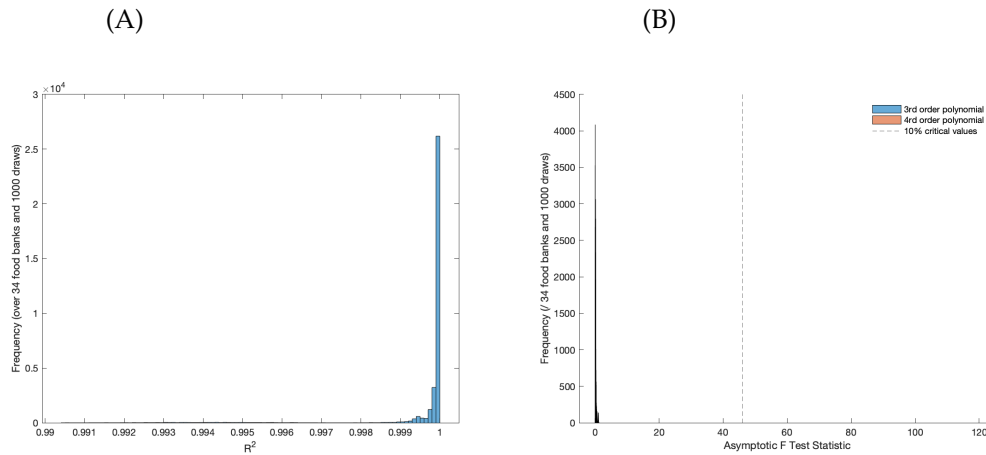 (A)
(B)
× 10⁴
Frequency (over 34 food banks and 1000 draws)
3
2.5
2
1.5
1
0.5
0
0.99 0.991 0.992 0.993 0.994 0.995 0.996 0.997 0.998 0.999 1
R²
Frequency (/ 34 food banks and 1000 draws)
4500
4000
3500
3000
2500
2000
1500
1000
500
0
0 20 40 60 80 100 120
Asymptotic F Test Statistic
3rd order polynomial
4rd order polynomial
10% critical values